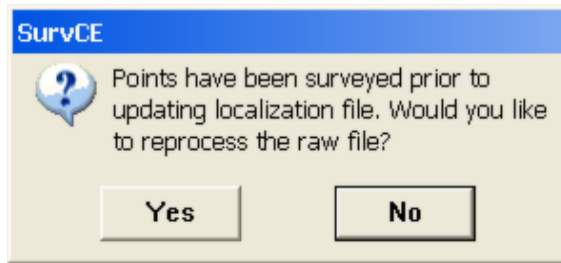 SurvCE
Points have been surveyed prior to
updating localization file. Would you like
to reprocess the raw file?
Yes
No